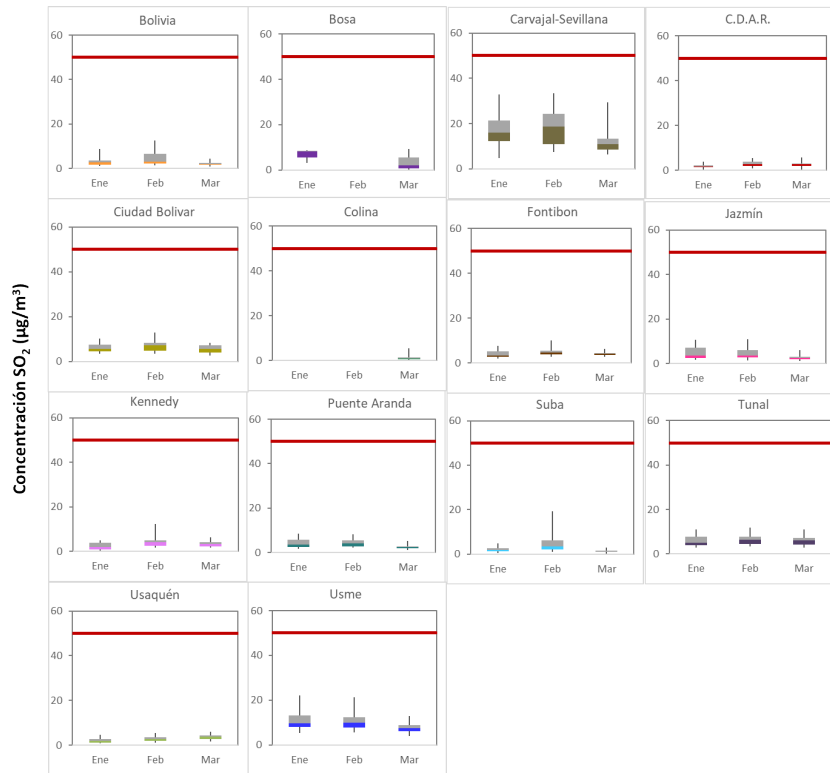 Concentración SO2 (µg/m³)
Bolivia
60
40
20
0
Ene Feb Mar
Bosa
60
40
20
0
Ene Feb Mar
Carvajal-Sevillana
60
40
20
0
Ene Feb Mar
C.D.A.R.
60
40
20
0
Ene Feb Mar
Ciudad Bolivar
60
40
20
0
Ene Feb Mar
Colina
60
40
20
0
Ene Feb Mar
Fontibon
60
40
20
0
Ene Feb Mar
Jazmín
60
40
20
0
Ene Feb Mar
Kennedy
60
40
20
0
Ene Feb Mar
Puente Aranda
60
40
20
0
Ene Feb Mar
Suba
60
40
20
0
Ene Feb Mar
Tunal
60
40
20
0
Ene Feb Mar
Usaquén
60
40
20
0
Ene Feb Mar
Usme
60
40
20
0
Ene Feb Mar